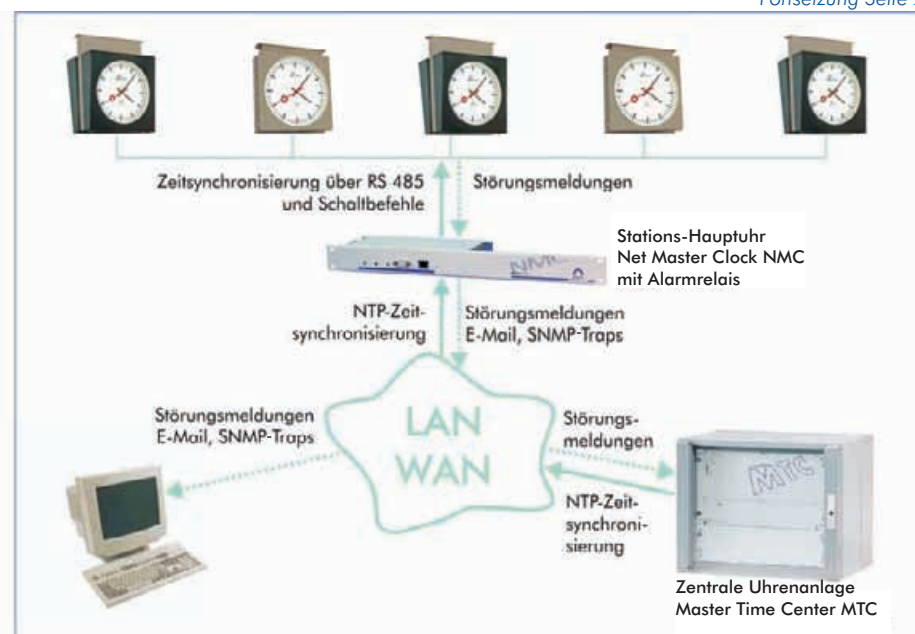 Zeitsynchronisierung über RS 485
und Schaltbefehle
Störungsmeldungen
Stations-Hauptuhr
Net Master Clock NMC
mit Alarmrelais
NMC
NTP-Zeit-
synchronisierung
Störungsmeldungen
E-Mail, SNMP-Traps
Störungsmeldungen
E-Mail, SNMP-Traps
LAN
WAN
Störungs-
meldungen
MTC
NTP-Zeit-
synchroni-
sierung
Zentrale Uhrenanlage
Master Time Center MTC